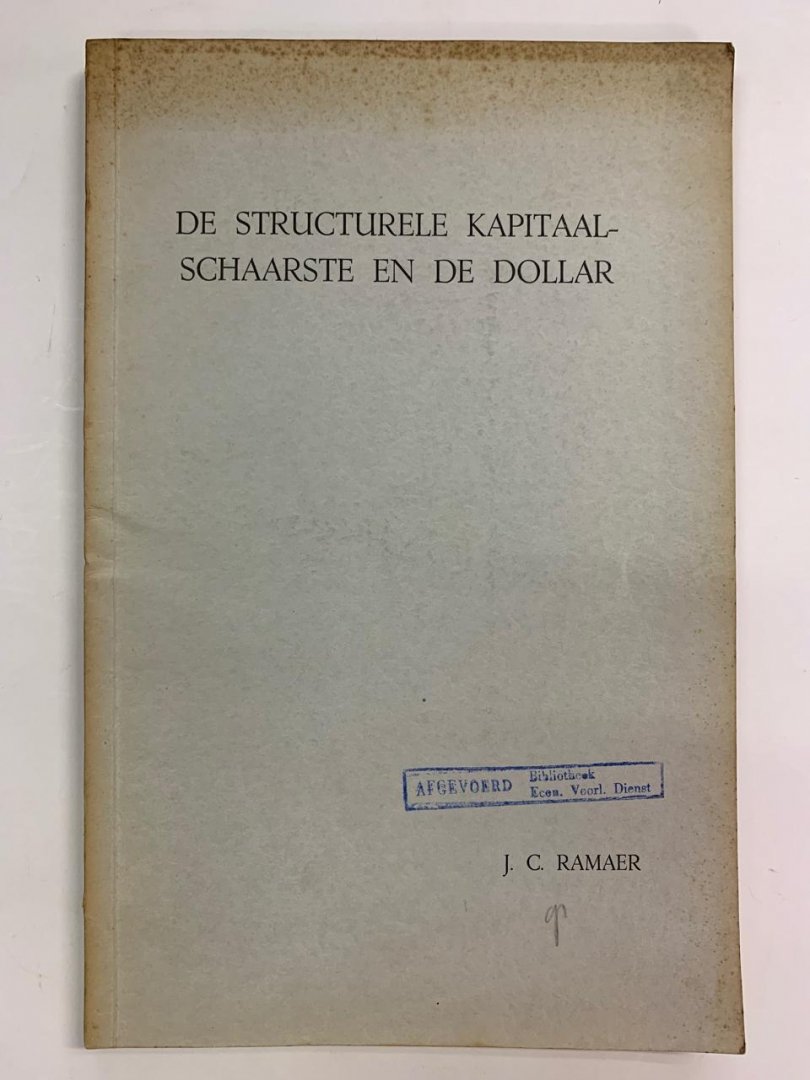 DE STRUCTURELE KAPITAAL-
SCHAARSTE EN DE DOLLAR
AFGEVOERD
Bibliotheek
Econ. Voorl. Dienst
J. C. RAMAER